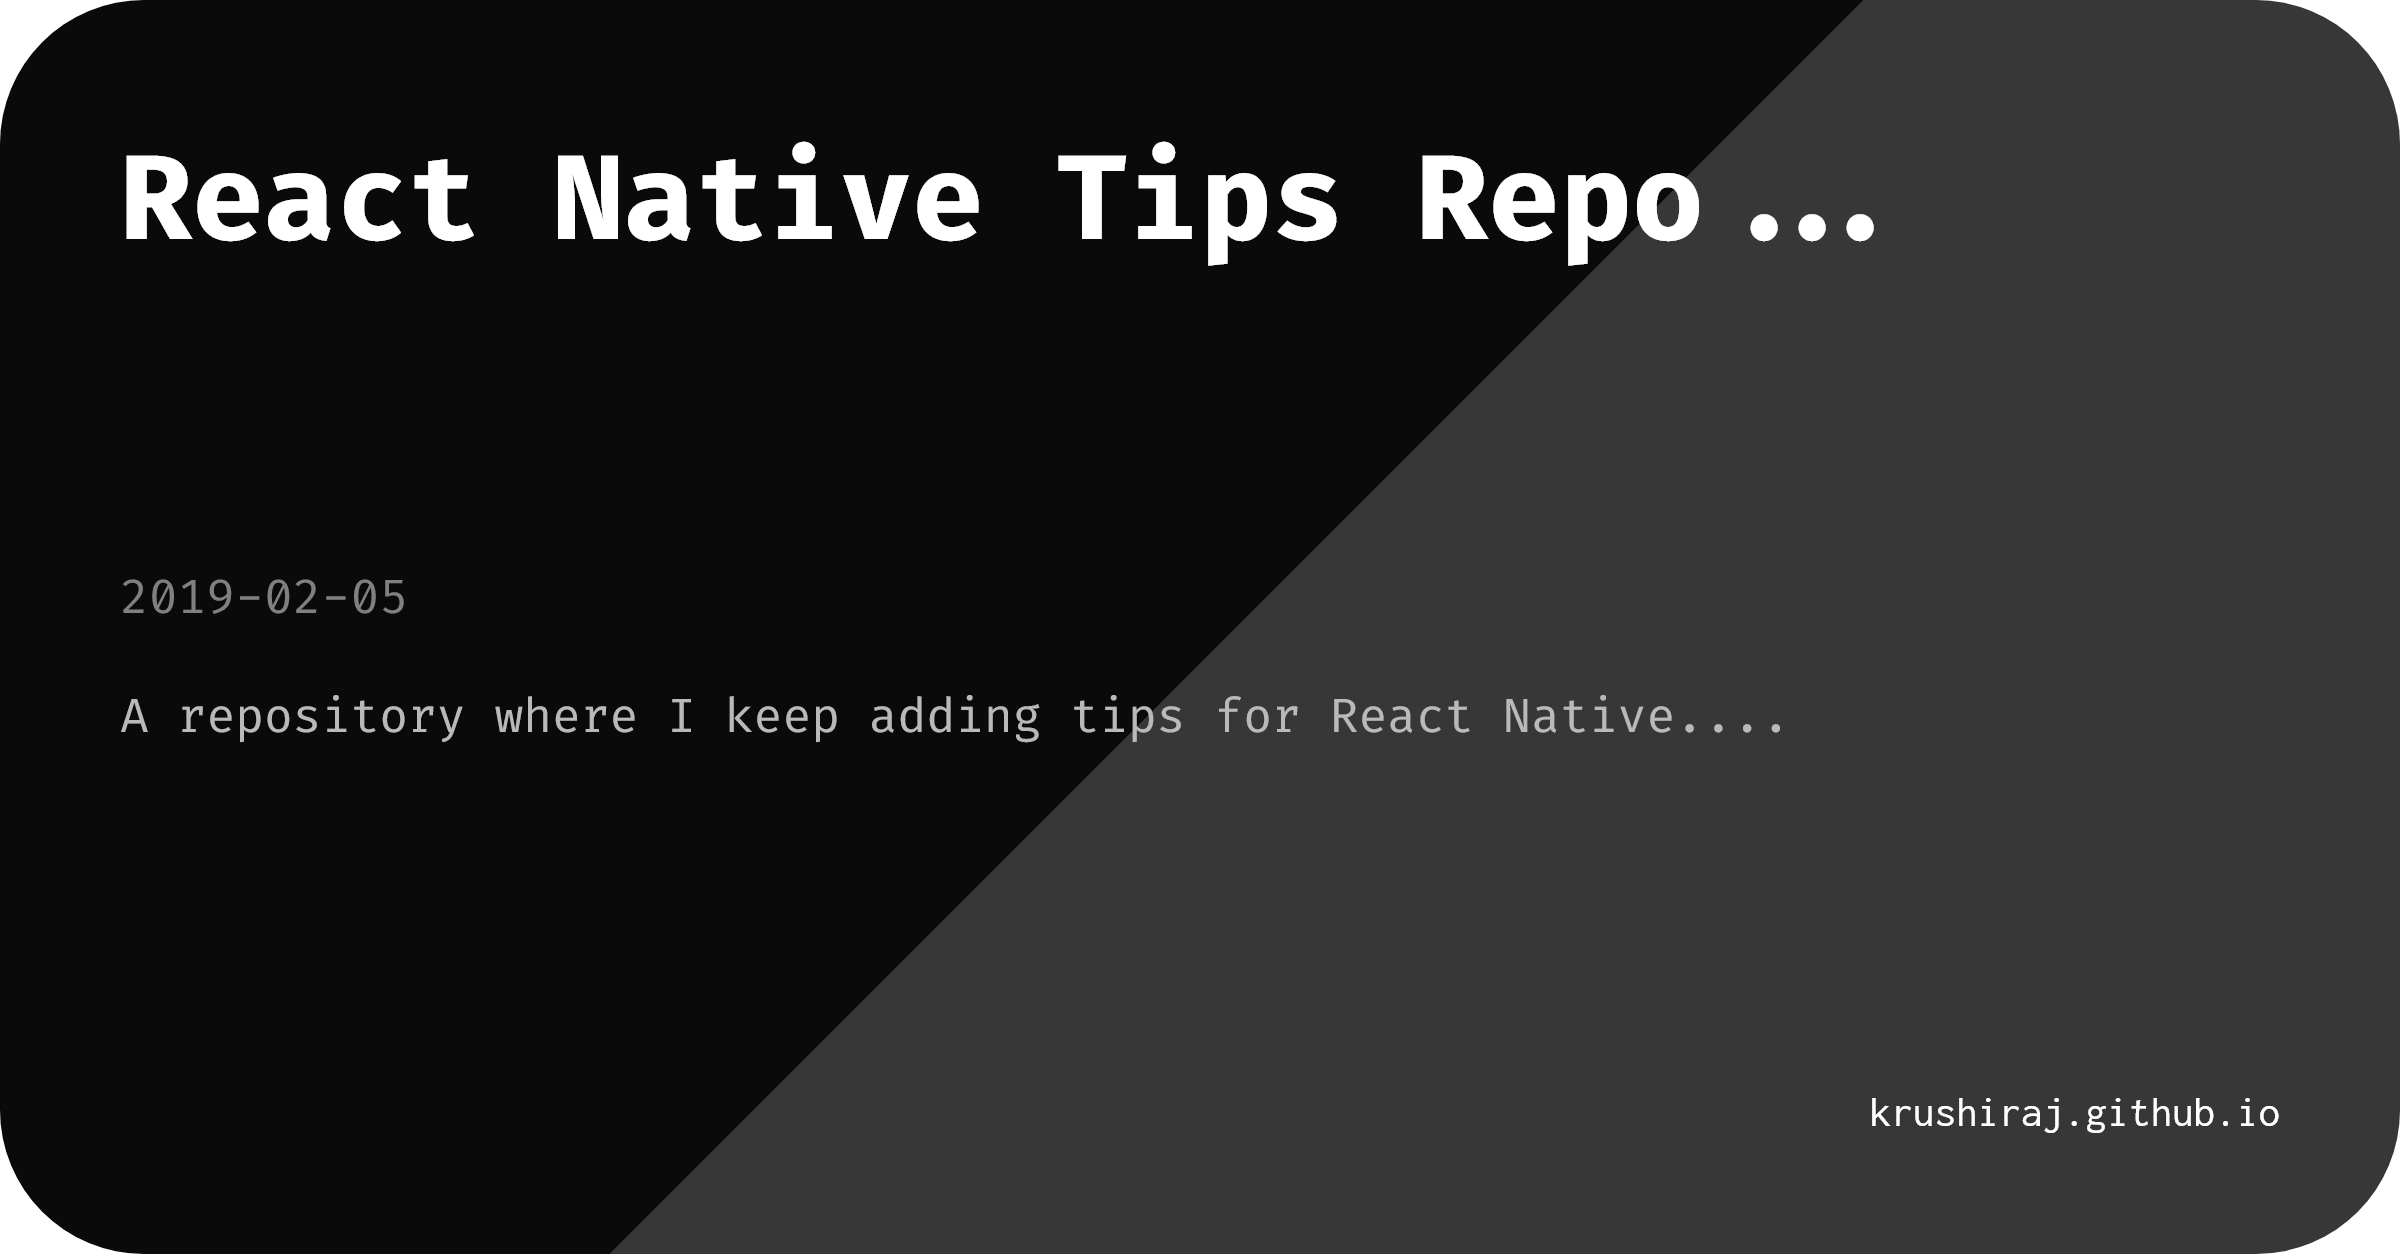 React Native Tips Repo...
2019-02-05
A repository where I keep adding tips for React Native....
krushiraj.github.io